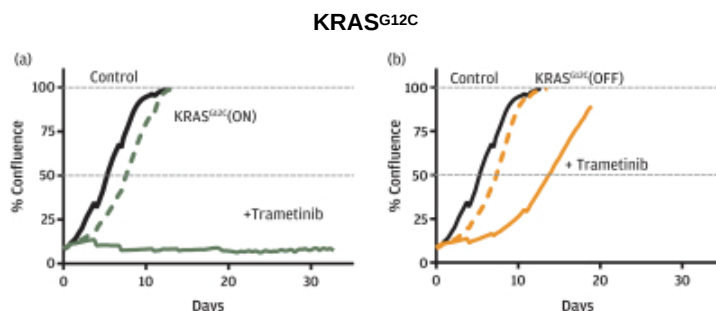 KRASG12C
(a)
Control
KRASG12C(ON)
+Trametinib
% Confluence
100
75
50
25
0
0
10
20
30
Days
(b)
Control
KRASG12C(OFF)
+ Trametinib
% Confluence
100
75
50
25
0
0
10
20
30
Days